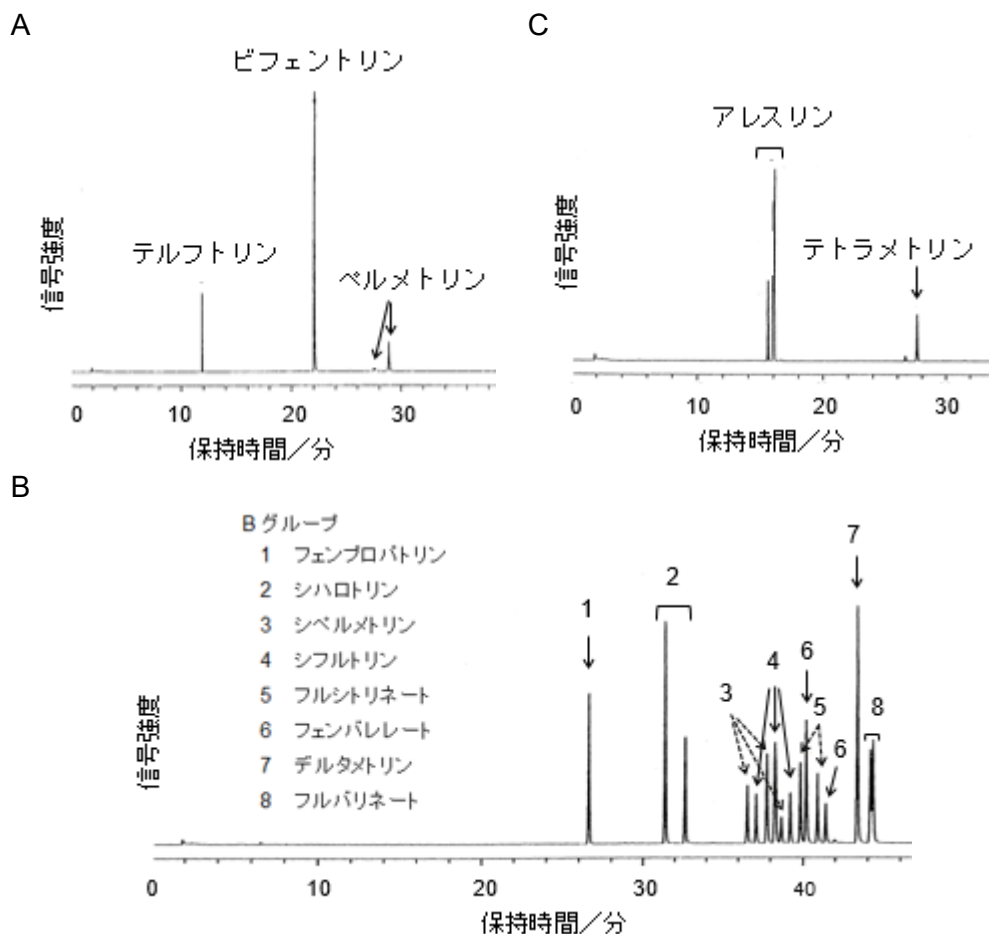 A
ビフェントリン
テルフトリン
ペルメトリン
信号強度
0 10 20 30
保持時間／分
C
アレスリン
テトラメトリン
信号強度
0 10 20 30
保持時間／分
B
Bグループ
1 フェンプロパトリン
2 シハロトリン
3 シペルメトリン
4 シフルトリン
5 フルシトリネート
6 フェンバレレート
7 デルタメトリン
8 フルバリネート
1
2
3
4
6
5
6
7
8
信号強度
0 10 20 30 40
保持時間／分